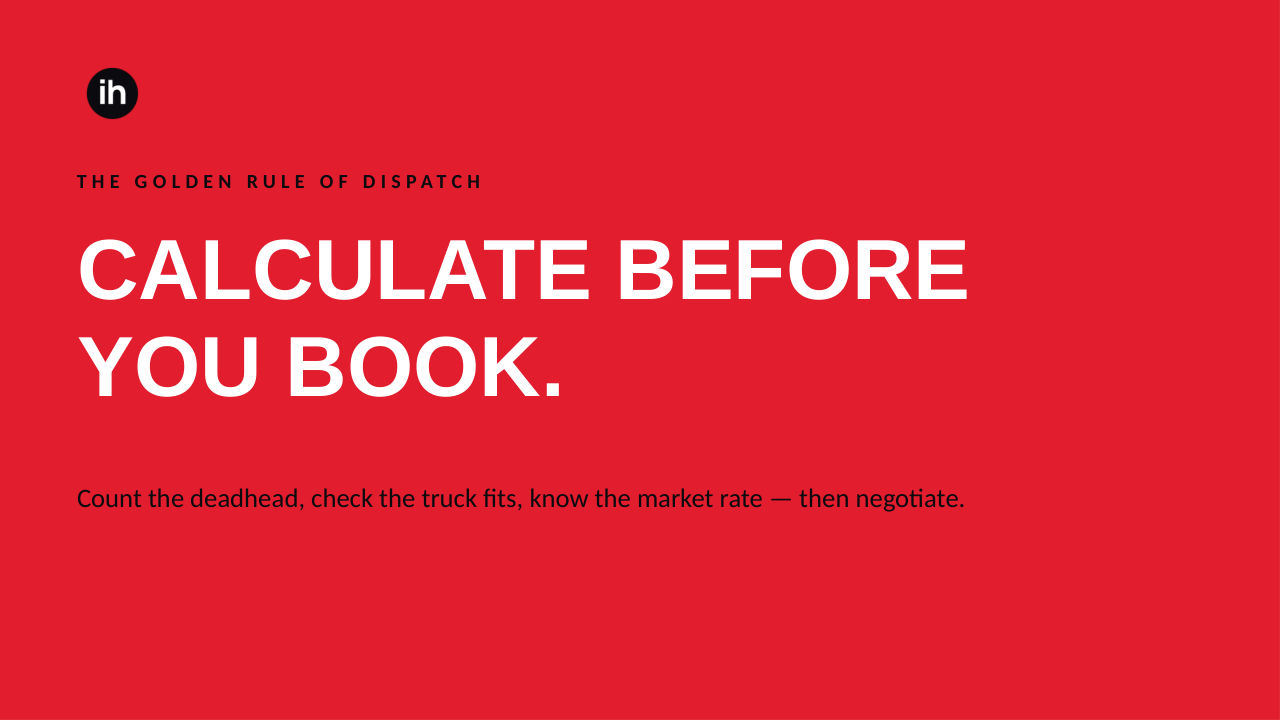 ih
THE GOLDEN RULE OF DISPATCH
CALCULATE BEFORE
YOU BOOK.
Count the deadhead, check the truck fits, know the market rate — then negotiate.